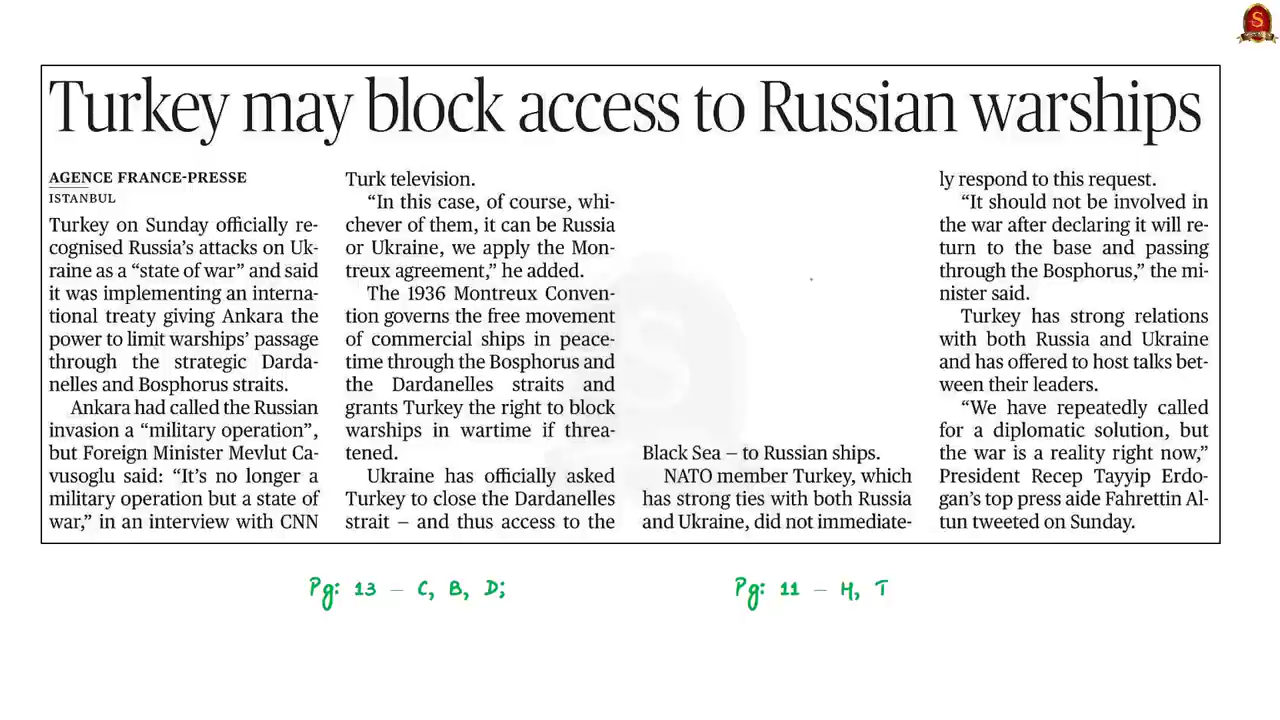 Turkey may block access to Russian warships
AGENCE FRANCE-PRESSE
ISTANBUL
Turkey on Sunday officially re-
cognised Russia's attacks on Uk-
raine as a “state of war” and said
it was implementing an interna-
tional treaty giving Ankara the
power to limit warships' passage
through the strategic Darda-
nelles and Bosphorus straits.
Ankara had called the Russian
invasion a “military operation”,
but Foreign Minister Mevlut Ca-
vusoglu said: “It's no longer a
military operation but a state of
war,” in an interview with CNN
Turk television.
“In this case, of course, whi-
chever of them, it can be Russia
or Ukraine, we apply the Mon-
treux agreement,” he added.
The 1936 Montreux Conven-
tion governs the free movement
of commercial ships in peace-
time through the Bosphorus and
the Dardanelles straits and
grants Turkey the right to block
warships in wartime if threa-
tened.
Ukraine has officially asked
Turkey to close the Dardanelles
strait – and thus access to the
Black Sea – to Russian ships.
NATO member Turkey, which
has strong ties with both Russia
and Ukraine, did not immediate-
ly respond to this request.
“It should not be involved in
the war after declaring it will re-
turn to the base and passing
through the Bosphorus,” the mi-
nister said.
Turkey has strong relations
with both Russia and Ukraine
and has offered to host talks bet-
ween their leaders.
“We have repeatedly called
for a diplomatic solution, but
the war is a reality right now,”
President Recep Tayyip Erdo-
gan's top press aide Fahrettin Al-
tun tweeted on Sunday.
Pg: 13 – C, B, D;
Pg: 11 – H, T
S